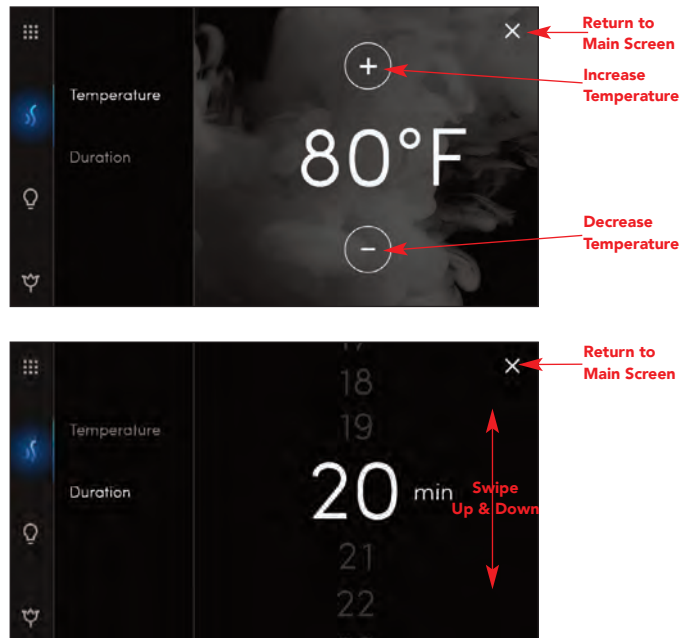 Return to
Main Screen
Increase
Temperature
Temperature
80°F
Duration
Decrease
Temperature
Return to
Main Screen
18
Temperature
19
Duration
20 min
Swipe
Up & Down
21
22